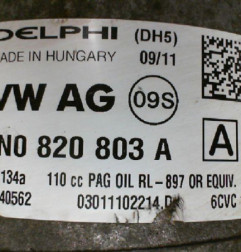 DELPHI (DH5)
MADE IN HUNGARY 09/11
VW AG 09S
N0 820 803 A A
134a 110 cc PAG OIL RL-897 OR EQUIV.
40562 03011102214 6CVC